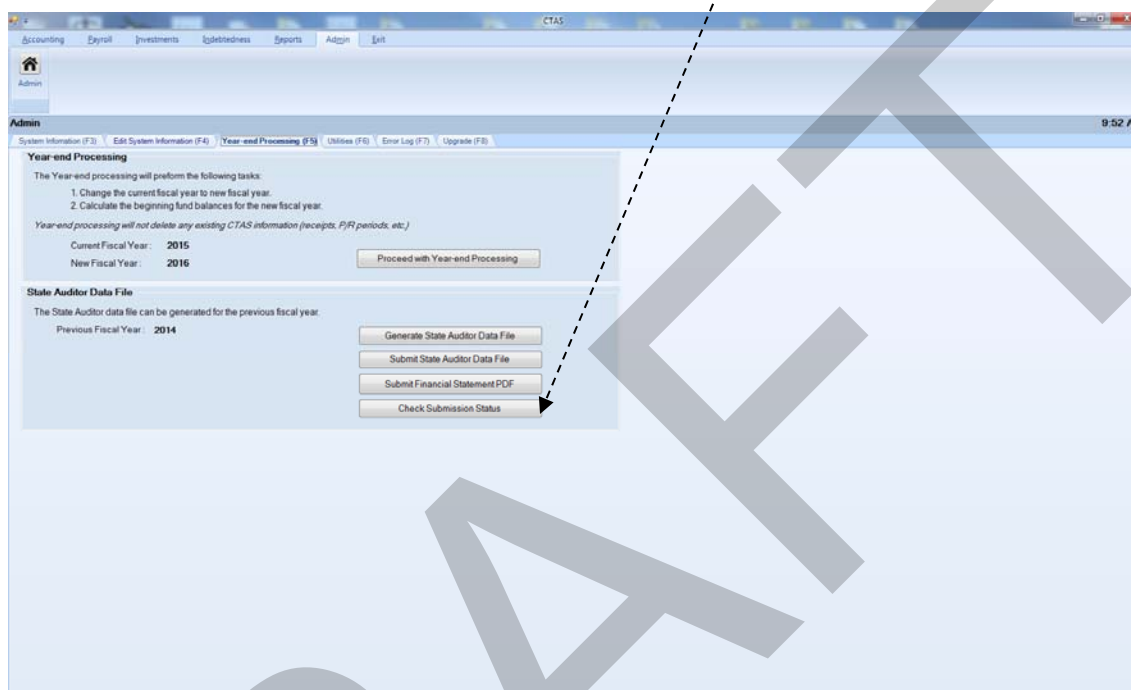 CTAS
Accounting Payroll Investments Indebtedness Reports Admin Exit
Admin
Admin 9:52 A
System Infomation (F3) Edit System Information (F4) Year-end Processing (F5) Utilities (F6) Error Log (F7) Upgrade (F8)
Year-end Processing
The Year-end processing will preform the following tasks:
1. Change the current fiscal year to new fiscal year.
2. Calculate the beginning fund balances for the new fiscal year.
Year-end processing will not delete any existing CTAS information (receipts, P/R periods, etc.)
Current Fiscal Year: 2015
New Fiscal Year: 2016
Proceed with Year-end Processing
State Auditor Data File
The State Auditor data file can be generated for the previous fiscal year.
Previous Fiscal Year: 2014
Generate State Auditor Data File
Submit State Auditor Data File
Submit Financial Statement PDF
Check Submission Status
RAFT